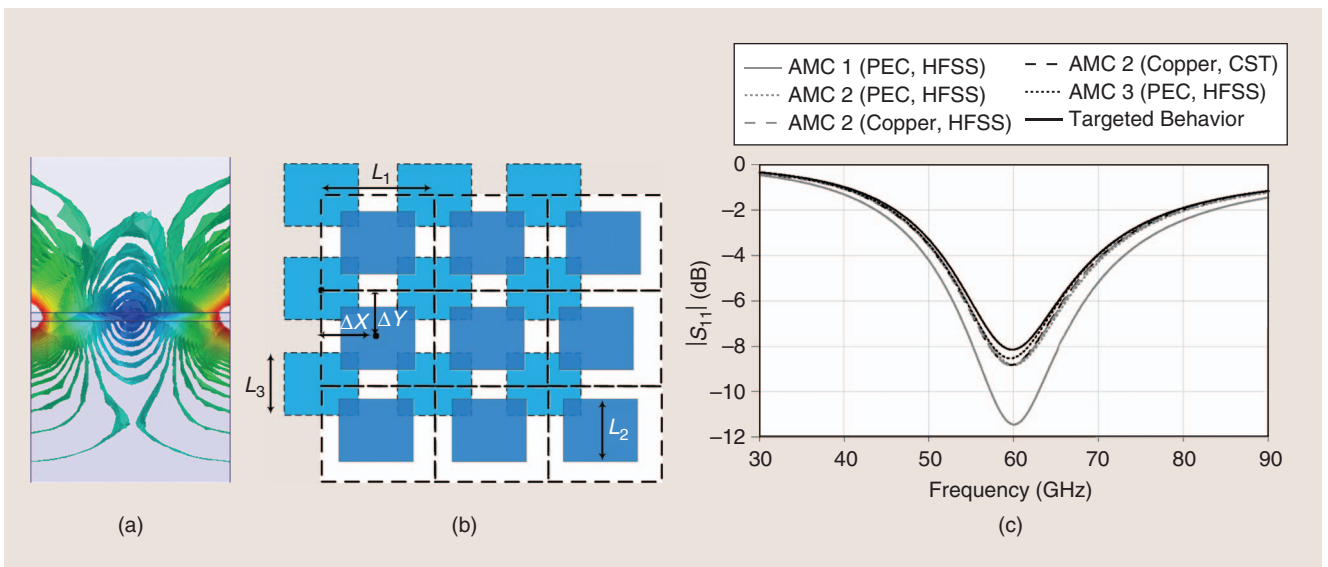 AMC 1 (PEC, HFSS)
AMC 2 (PEC, HFSS)
AMC 2 (Copper, HFSS)
AMC 2 (Copper, CST)
AMC 3 (PEC, HFSS)
Targeted Behavior
L1
ΔX
ΔY
L3
L2
0
−2
−4
−6
−8
−10
−12
|S11| (dB)
30
40
50
60
70
80
90
Frequency (GHz)
(a)
(b)
(c)